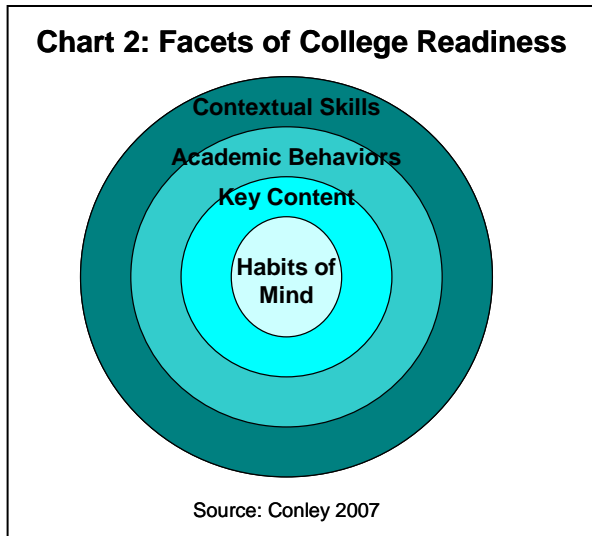 Chart 2: Facets of College Readiness
Contextual Skills
Academic Behaviors
Key Content
Habits of
Mind
Source: Conley 2007